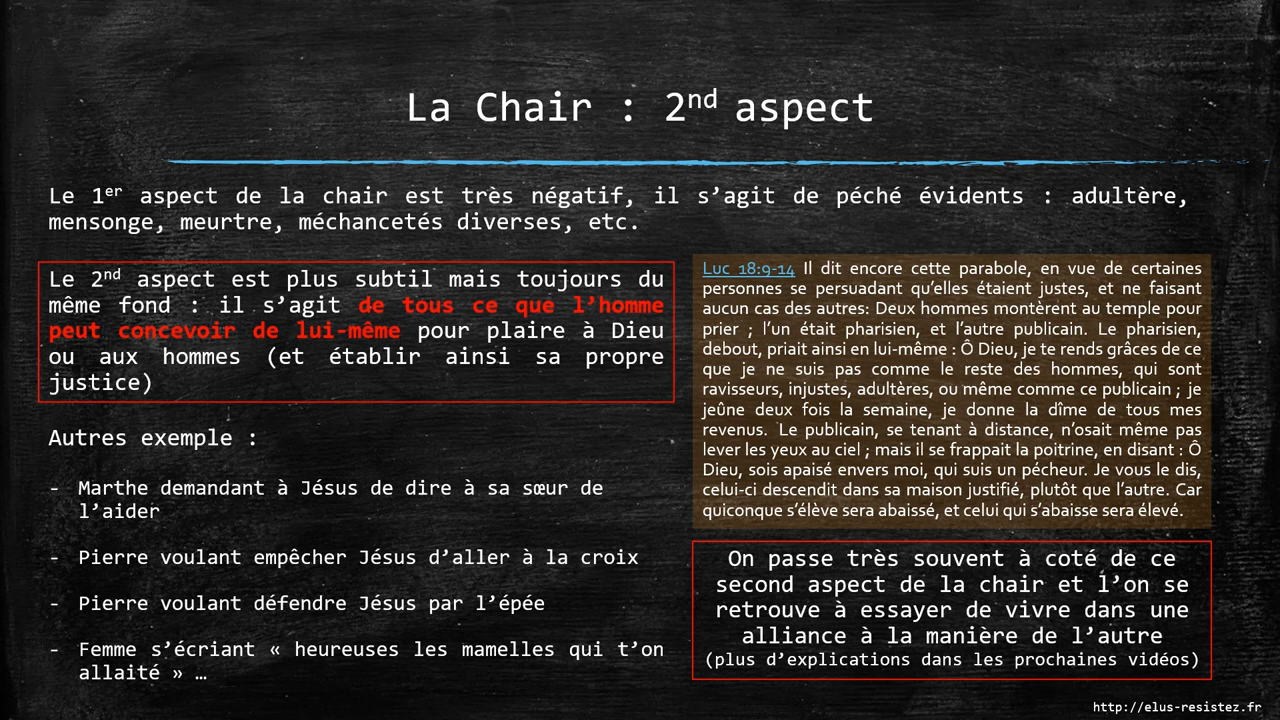 La Chair : 2nd aspect
Le 1er aspect de la chair est très négatif, il s’agit de péché évidents : adultère,
mensonge, meurtre, méchancetés diverses, etc.
Le 2nd aspect est plus subtil mais toujours du
même fond : il s’agit de tous ce que l’homme
peut concevoir de lui-même pour plaire à Dieu
ou aux hommes (et établir ainsi sa propre
justice)
Autres exemple :
- Marthe demandant à Jésus de dire à sa sœur de
l’aider
- Pierre voulant empêcher Jésus d’aller à la croix
- Pierre voulant défendre Jésus par l’épée
- Femme s’écriant « heureuses les mamelles qui t’on
allaité » …
Luc 18:9-14 Il dit encore cette parabole, en vue de certaines
personnes se persuadant qu’elles étaient justes, et ne faisant
aucun cas des autres: Deux hommes montèrent au temple pour
prier ; l’un était pharisien, et l’autre publicain. Le pharisien,
debout, priait ainsi en lui-même : Ô Dieu, je te rends grâces de ce
que je ne suis pas comme le reste des hommes, qui sont
ravisseurs, injustes, adultères, ou même comme ce publicain ; je
jeûne deux fois la semaine, je donne la dîme de tous mes
revenus. Le publicain, se tenant à distance, n’osait même pas
lever les yeux au ciel ; mais il se frappait la poitrine, en disant : Ô
Dieu, sois apaisé envers moi, qui suis un pécheur. Je vous le dis,
celui-ci descendit dans sa maison justifié, plutôt que l’autre. Car
quiconque s’élève sera abaissé, et celui qui s’abaisse sera élevé.
On passe très souvent à coté de ce
second aspect de la chair et l’on se
retrouve à essayer de vivre dans une
alliance à la manière de l’autre
(plus d’explications dans les prochaines vidéos)
http://elus-resistez.fr